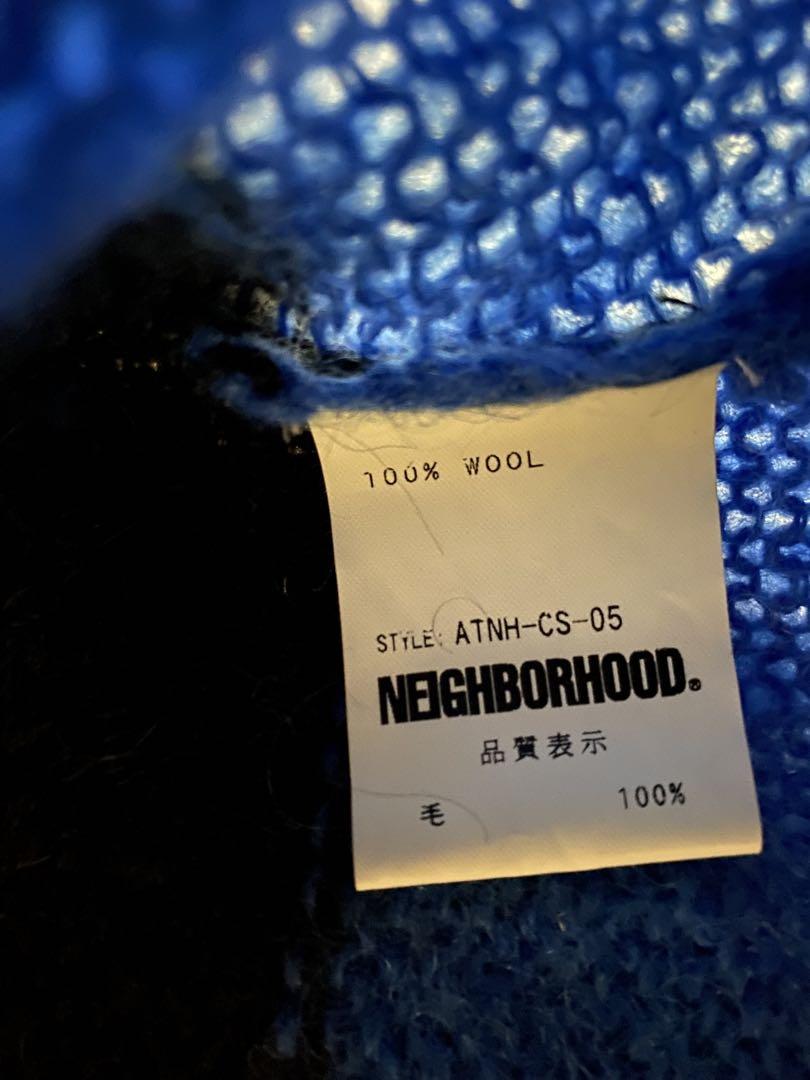 100% WOOL
STYLE: ATNH-CS-05
NEIGHBORHOOD®
品質表示
毛 100%